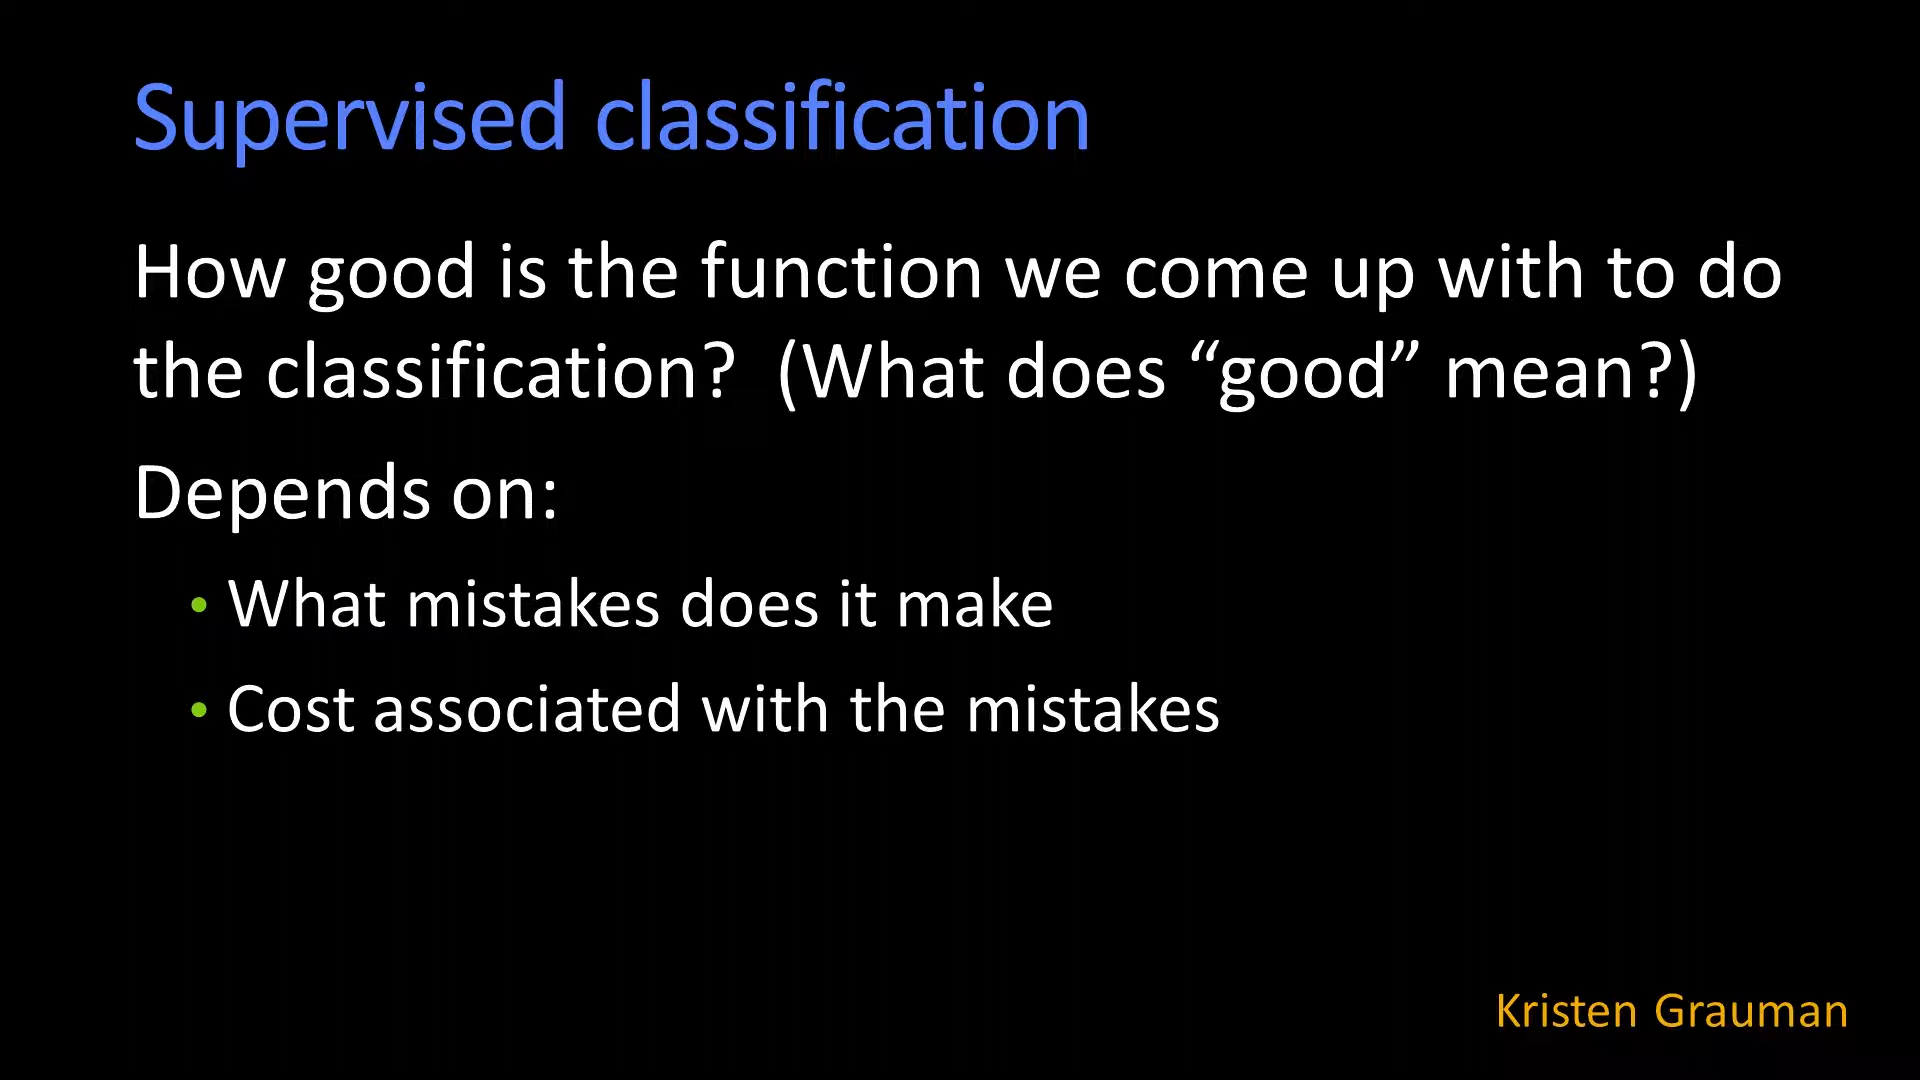 Supervised classification
How good is the function we come up with to do
the classification?  (What does “good” mean?)
Depends on:
• What mistakes does it make
• Cost associated with the mistakes
Kristen Grauman